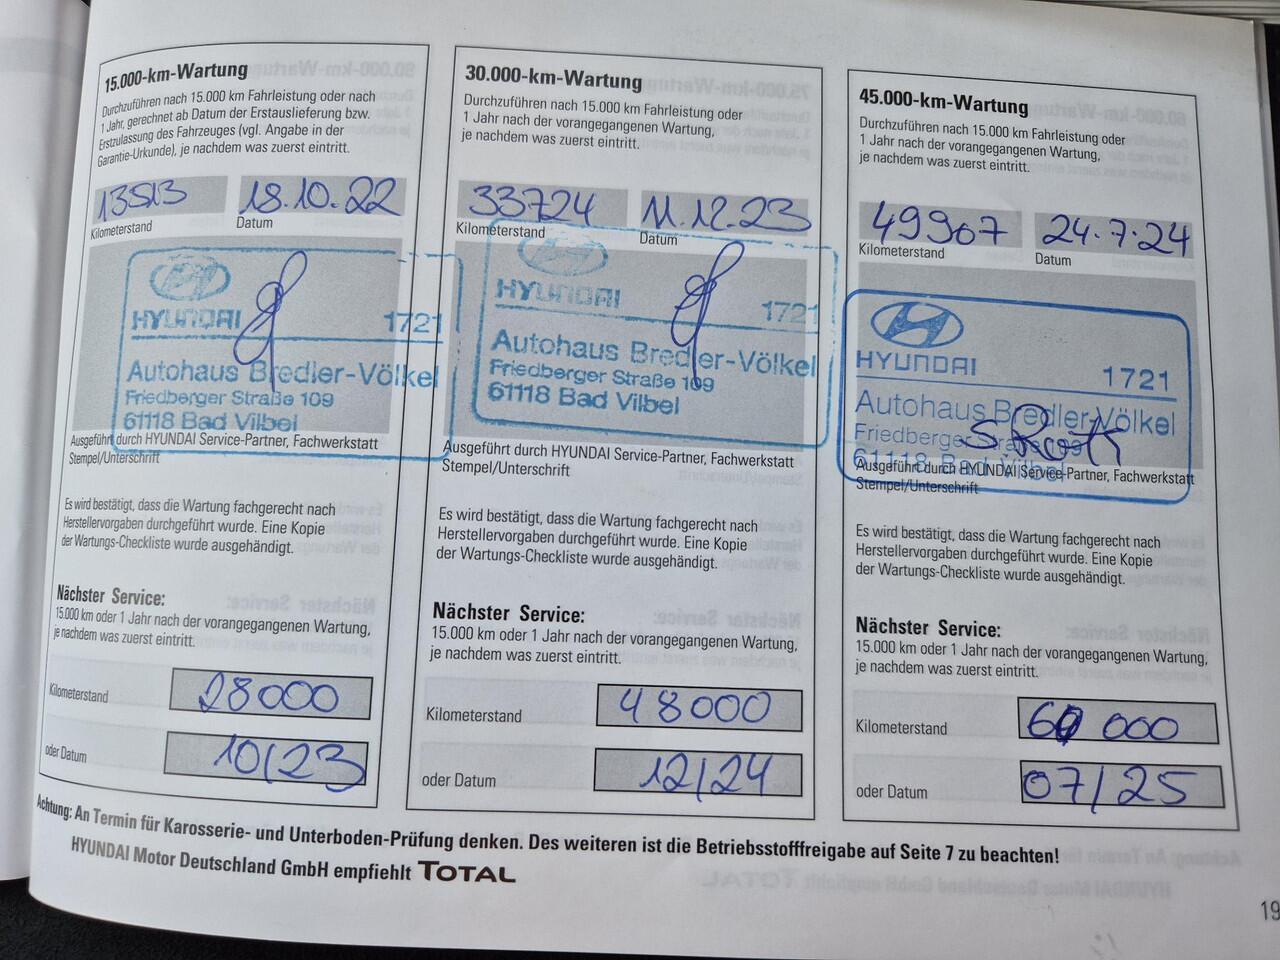 15.000-km-Wartung
Durchzuführen nach 15.000 km Fahrleistung oder nach
1 Jahr, gerechnet ab Datum der Erstauslieferung bzw.
Erstzulassung des Fahrzeuges (vgl. Angabe in der
Garantie-Urkunde), je nachdem was zuerst eintritt.
13513 18.10.22
Kilometerstand Datum
HYUNDAI 1721
Autohaus Bredler-Völkel
Friedberger Straße 109
61118 Bad Vilbel
Ausgeführt durch HYUNDAI Service-Partner, Fachwerkstatt
Stempel/Unterschrift
Es wird bestätigt, dass die Wartung fachgerecht nach
Herstellervorgaben durchgeführt wurde. Eine Kopie
der Wartungs-Checkliste wurde ausgehändigt.
Nächster Service:
15.000 km oder 1 Jahr nach der vorangegangenen Wartung,
je nachdem was zuerst eintritt.
Kilometerstand 28000
oder Datum 10/23
30.000-km-Wartung
Durchzuführen nach 15.000 km Fahrleistung oder
1 Jahr nach der vorangegangenen Wartung,
je nachdem was zuerst eintritt.
33724 11.12.23
Kilometerstand Datum
HYUNDAI 1721
Autohaus Bredler-Völkel
Friedberger Straße 109
61118 Bad Vilbel
Ausgeführt durch HYUNDAI Service-Partner, Fachwerkstatt
Stempel/Unterschrift
Es wird bestätigt, dass die Wartung fachgerecht nach
Herstellervorgaben durchgeführt wurde. Eine Kopie
der Wartungs-Checkliste wurde ausgehändigt.
Nächster Service:
15.000 km oder 1 Jahr nach der vorangegangenen Wartung,
je nachdem was zuerst eintritt.
Kilometerstand 48000
oder Datum 12/24
45.000-km-Wartung
Durchzuführen nach 15.000 km Fahrleistung oder
1 Jahr nach der vorangegangenen Wartung,
je nachdem was zuerst eintritt.
49907 24.7.24
Kilometerstand Datum
HYUNDAI 1721
Autohaus Bredler-Völkel
Friedberger Straße 109
61118 Bad Vilbel
Ausgeführt durch HYUNDAI Service-Partner, Fachwerkstatt
Stempel/Unterschrift
Es wird bestätigt, dass die Wartung fachgerecht nach
Herstellervorgaben durchgeführt wurde. Eine Kopie
der Wartungs-Checkliste wurde ausgehändigt.
Nächster Service:
15.000 km oder 1 Jahr nach der vorangegangenen Wartung,
je nachdem was zuerst eintritt.
Kilometerstand 000
oder Datum 07/25
Achtung: An Termin für Karosserie- und Unterboden-Prüfung denken. Des weiteren ist die Betriebsstofffreigabe auf Seite 7 zu beachten!
HYUNDAI Motor Deutschland GmbH empfiehlt TOTAL
19